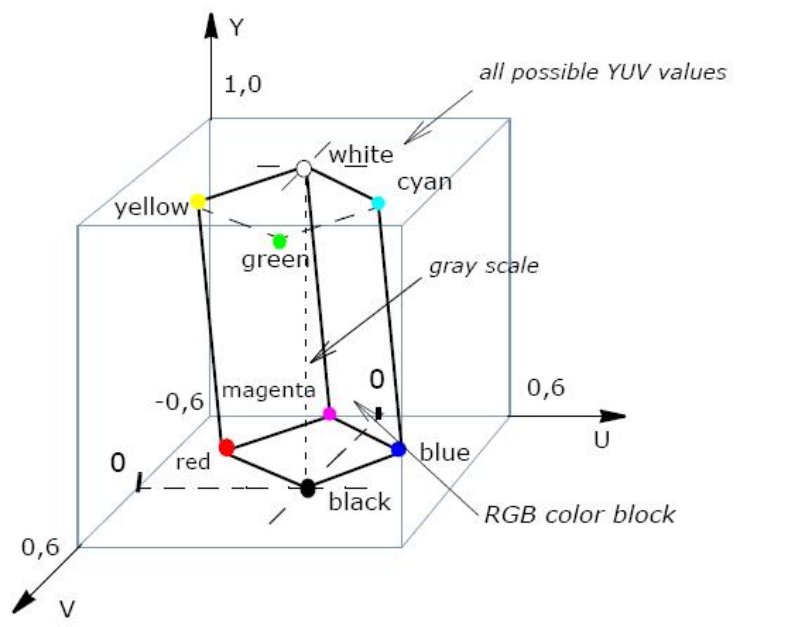 Y
all possible YUV values
1,0
white
cyan
yellow
green
gray scale
magenta
0
0,6
-0,6
U
0
red
blue
black
RGB color block
0,6
V